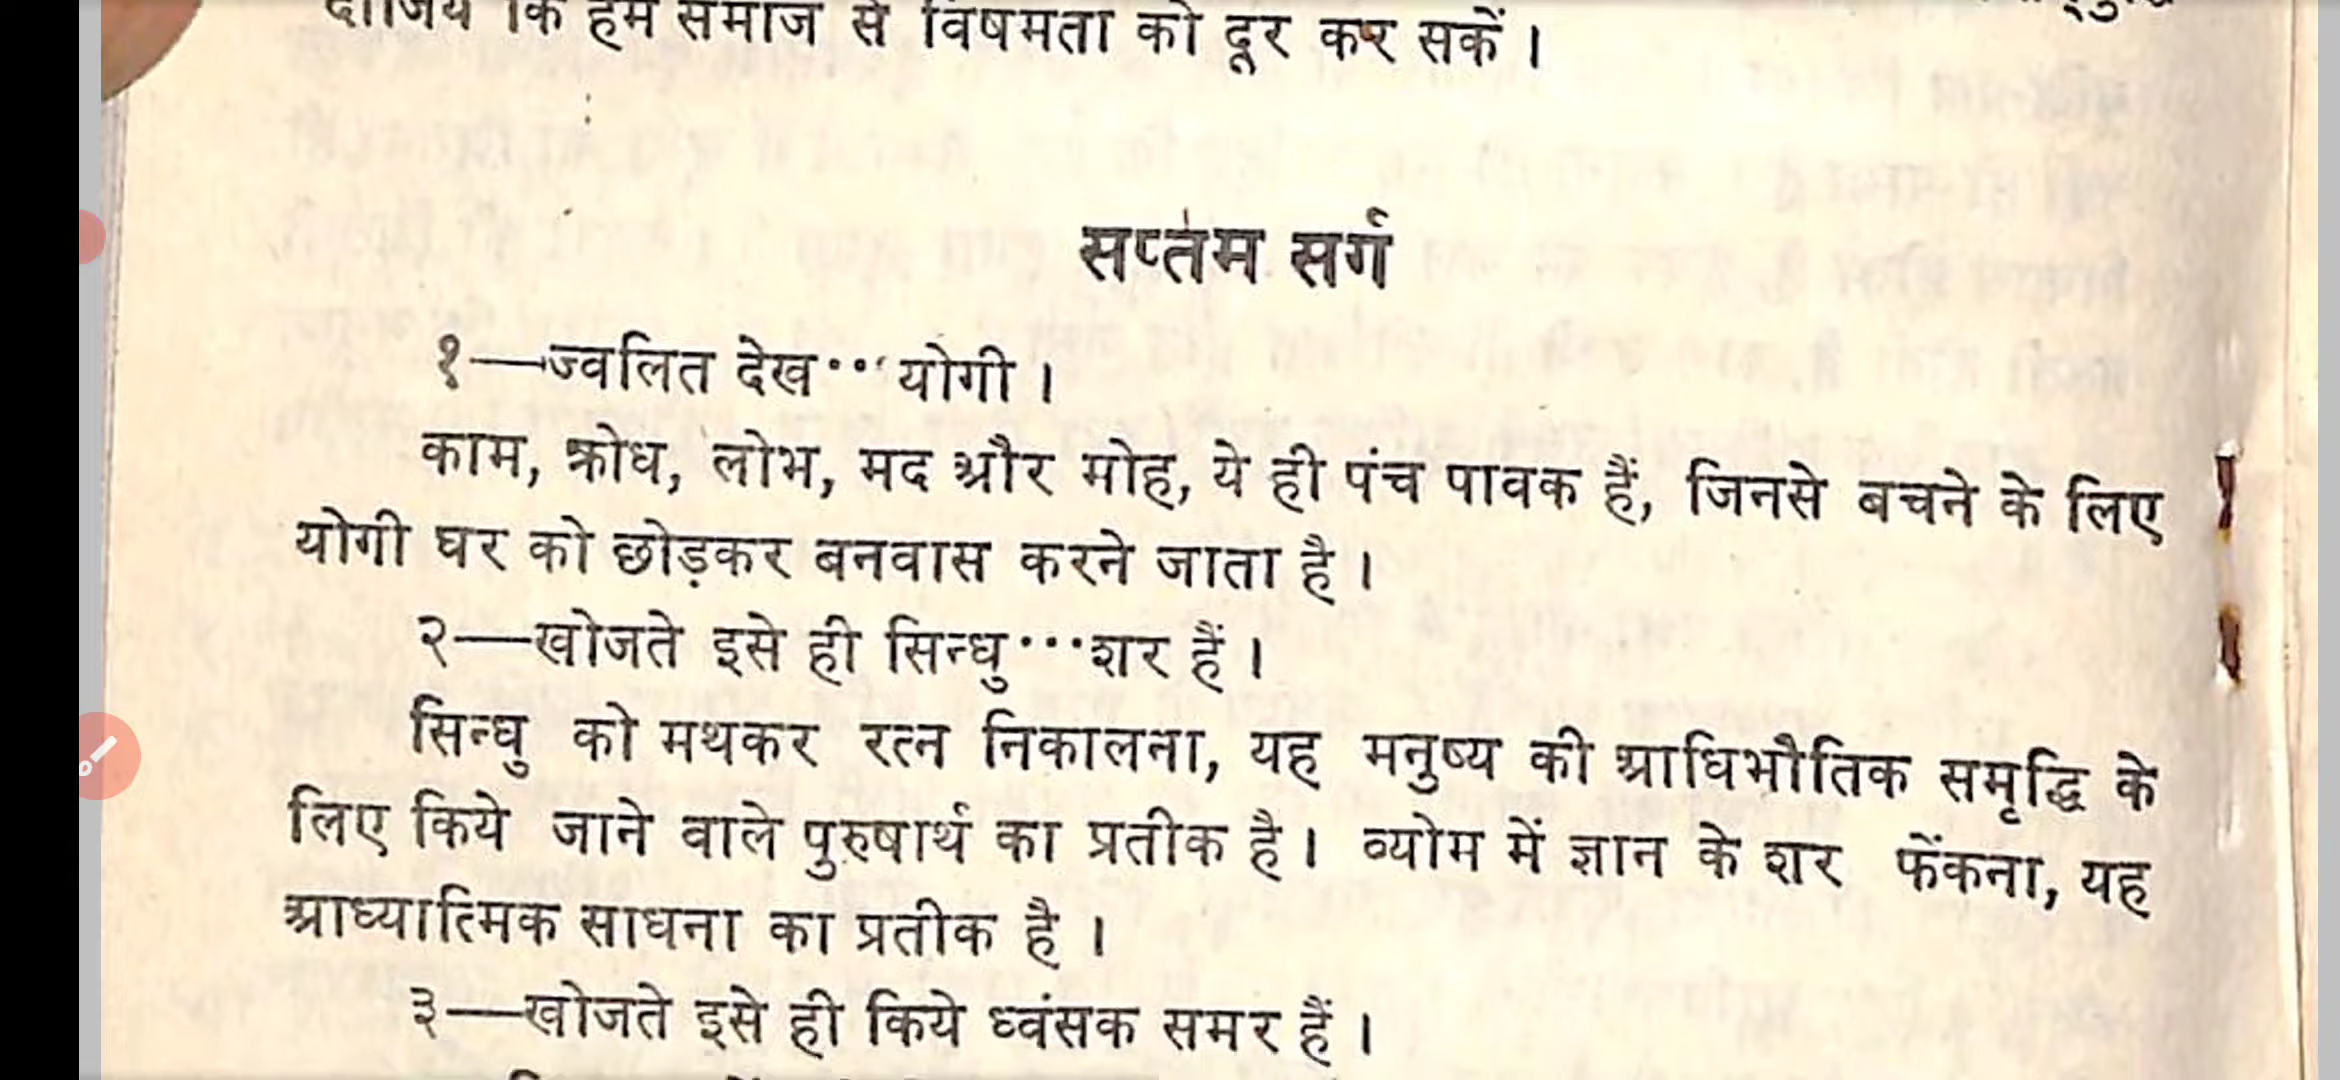 दीजिये कि हम समाज से विषमता को दूर कर सकें ।
सप्तम सर्ग
१—ज्वलित देख...योगी ।
काम, क्रोध, लोभ, मद और मोह, ये ही पंच पावक हैं, जिनसे बचने के लिए
योगी घर को छोड़कर बनवास करने जाता है ।
२—खोजते इसे ही सिन्धु...शर हैं ।
सिन्धु को मथकर रत्न निकालना, यह मनुष्य की आधिभौतिक समृद्धि के
लिए किये जाने वाले पुरुषार्थ का प्रतीक है । व्योम में ज्ञान के शर फेंकना, यह
आध्यात्मिक साधना का प्रतीक है ।
३—खोजते इसे ही किये ध्वंसक समर हैं ।